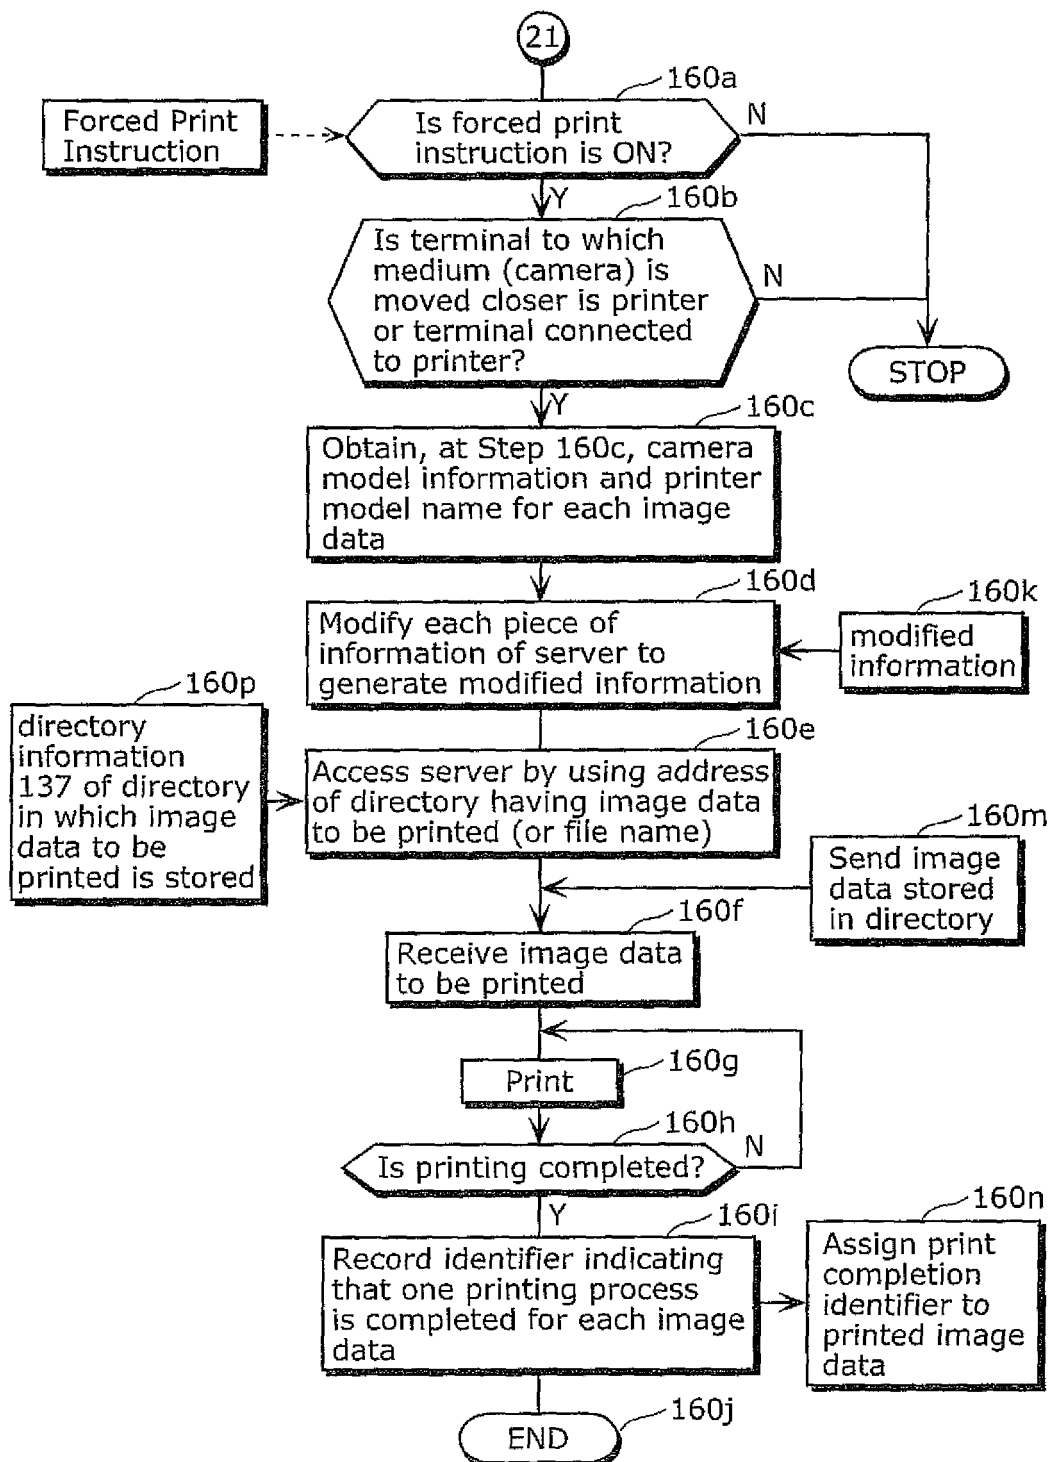 21
160a
Forced Print
Instruction
Is forced print
instruction is ON?
N
Y
160b
Is terminal to which
medium (camera) is
moved closer is printer
or terminal connected
to printer?
N
STOP
Y
160c
Obtain, at Step 160c, camera
model information and printer
model name for each image
data
160d
Modify each piece of
information of server to
generate modified information
160k
modified
information
160p
directory
information
137 of directory
in which image
data to be
printed is stored
160e
Access server by using address
of directory having image data
to be printed (or file name)
160m
Send image
data stored
in directory
160f
Receive image data
to be printed
160g
Print
160h
Is printing completed?
N
Y
160i
Record identifier indicating
that one printing process
is completed for each image
data
160n
Assign print
completion
identifier to
printed image
data
160j
END